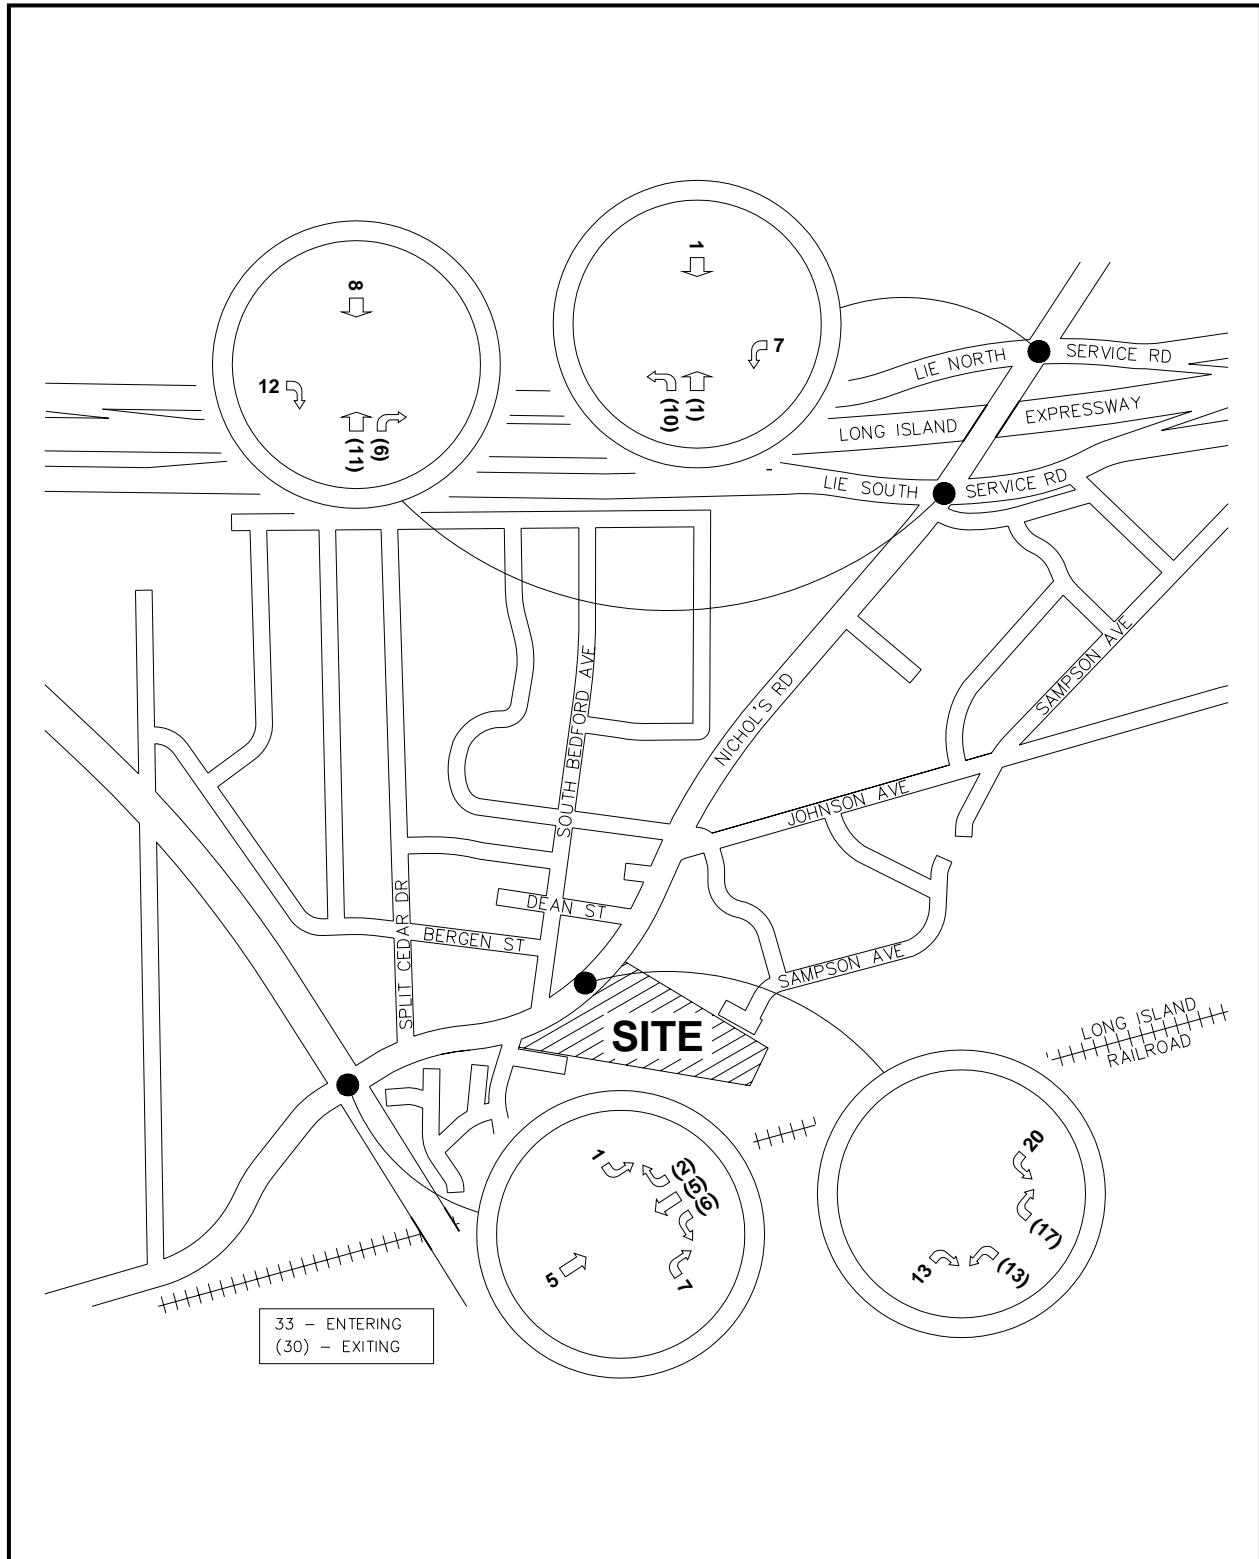 8
12
(11)
(6)
1
7
(10)
(1)
LIE NORTH
SERVICE RD
LONG ISLAND
EXPRESSWAY
LIE SOUTH
SERVICE RD
SOUTH BEDFORD AVE
NICHOL'S RD
SAMPSON AVE
JOHNSON AVE
SPLIT CEDAR DR
DEAN ST
BERGEN ST
SAMPSON AVE
SITE
LONG ISLAND
RAILROAD
1
(2)
(5)
(6)
5
7
20
(17)
13
(13)
33 – ENTERING
(30) – EXITING